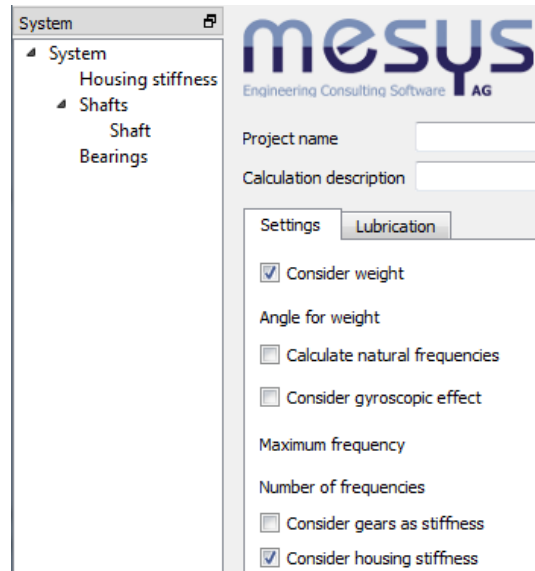 System
System
Housing stiffness
Shafts
Shaft
Bearings
mesys
Engineering Consulting Software AG
Project name
Calculation description
Settings Lubrication
Consider weight
Angle for weight
Calculate natural frequencies
Consider gyroscopic effect
Maximum frequency
Number of frequencies
Consider gears as stiffness
Consider housing stiffness